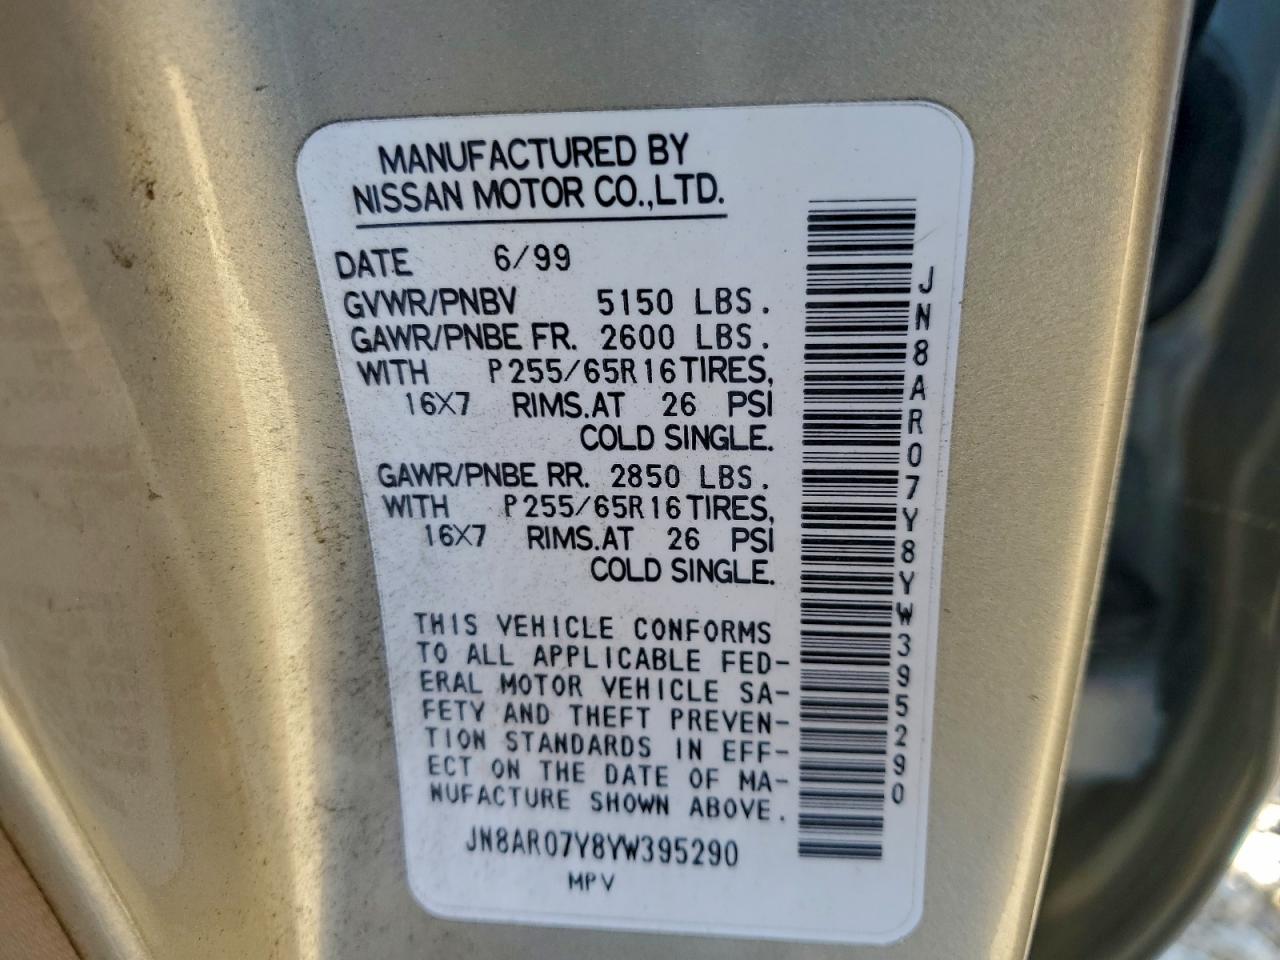 MANUFACTURED BY
NISSAN MOTOR CO.,LTD.
DATE 6/99
GVWR/PNBV 5150 LBS.
GAWR/PNBE FR. 2600 LBS.
WITH P255/65R16TIRES,
16X7 RIMS.AT 26 PSI
COLD SINGLE.
GAWR/PNBE RR. 2850 LBS.
WITH P255/65R16TIRES,
16X7 RIMS.AT 26 PSI
COLD SINGLE.
THIS VEHICLE CONFORMS
TO ALL APPLICABLE FED-
ERAL MOTOR VEHICLE SA-
FETY AND THEFT PREVEN-
TION STANDARDS IN EFF-
ECT ON THE DATE OF MA-
NUFACTURE SHOWN ABOVE.
JN8AR07Y8YW395290
MPV
JN8AR07Y8YW395290